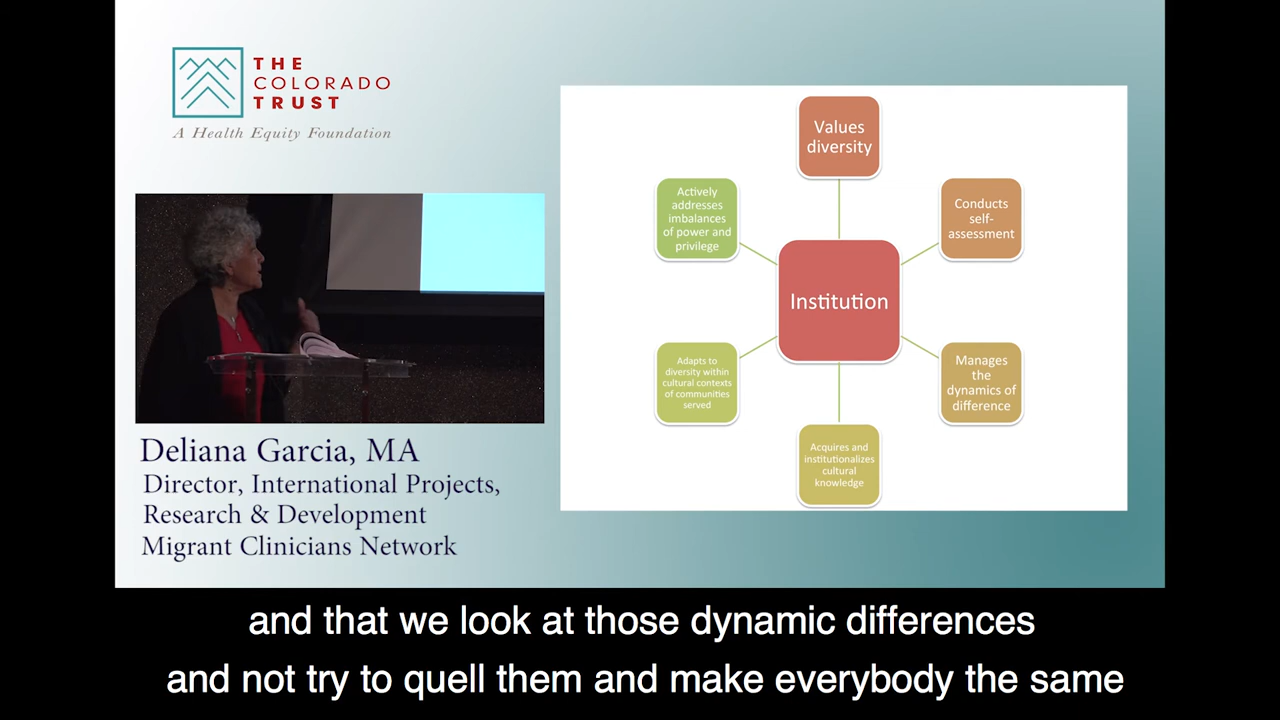 THE
COLORADO
TRUST
A Health Equity Foundation
Deliana Garcia, MA
Director, International Projects,
Research & Development
Migrant Clinicians Network
Values
diversity
Conducts
self-
assessment
Manages
the
dynamics of
difference
Acquires and
institutionalizes
cultural
knowledge
Adapts to
diversity within
cultural contexts
of communities
served
Actively
addresses
imbalances
of power and
privilege
Institution
and that we look at those dynamic differences
and not try to quell them and make everybody the same